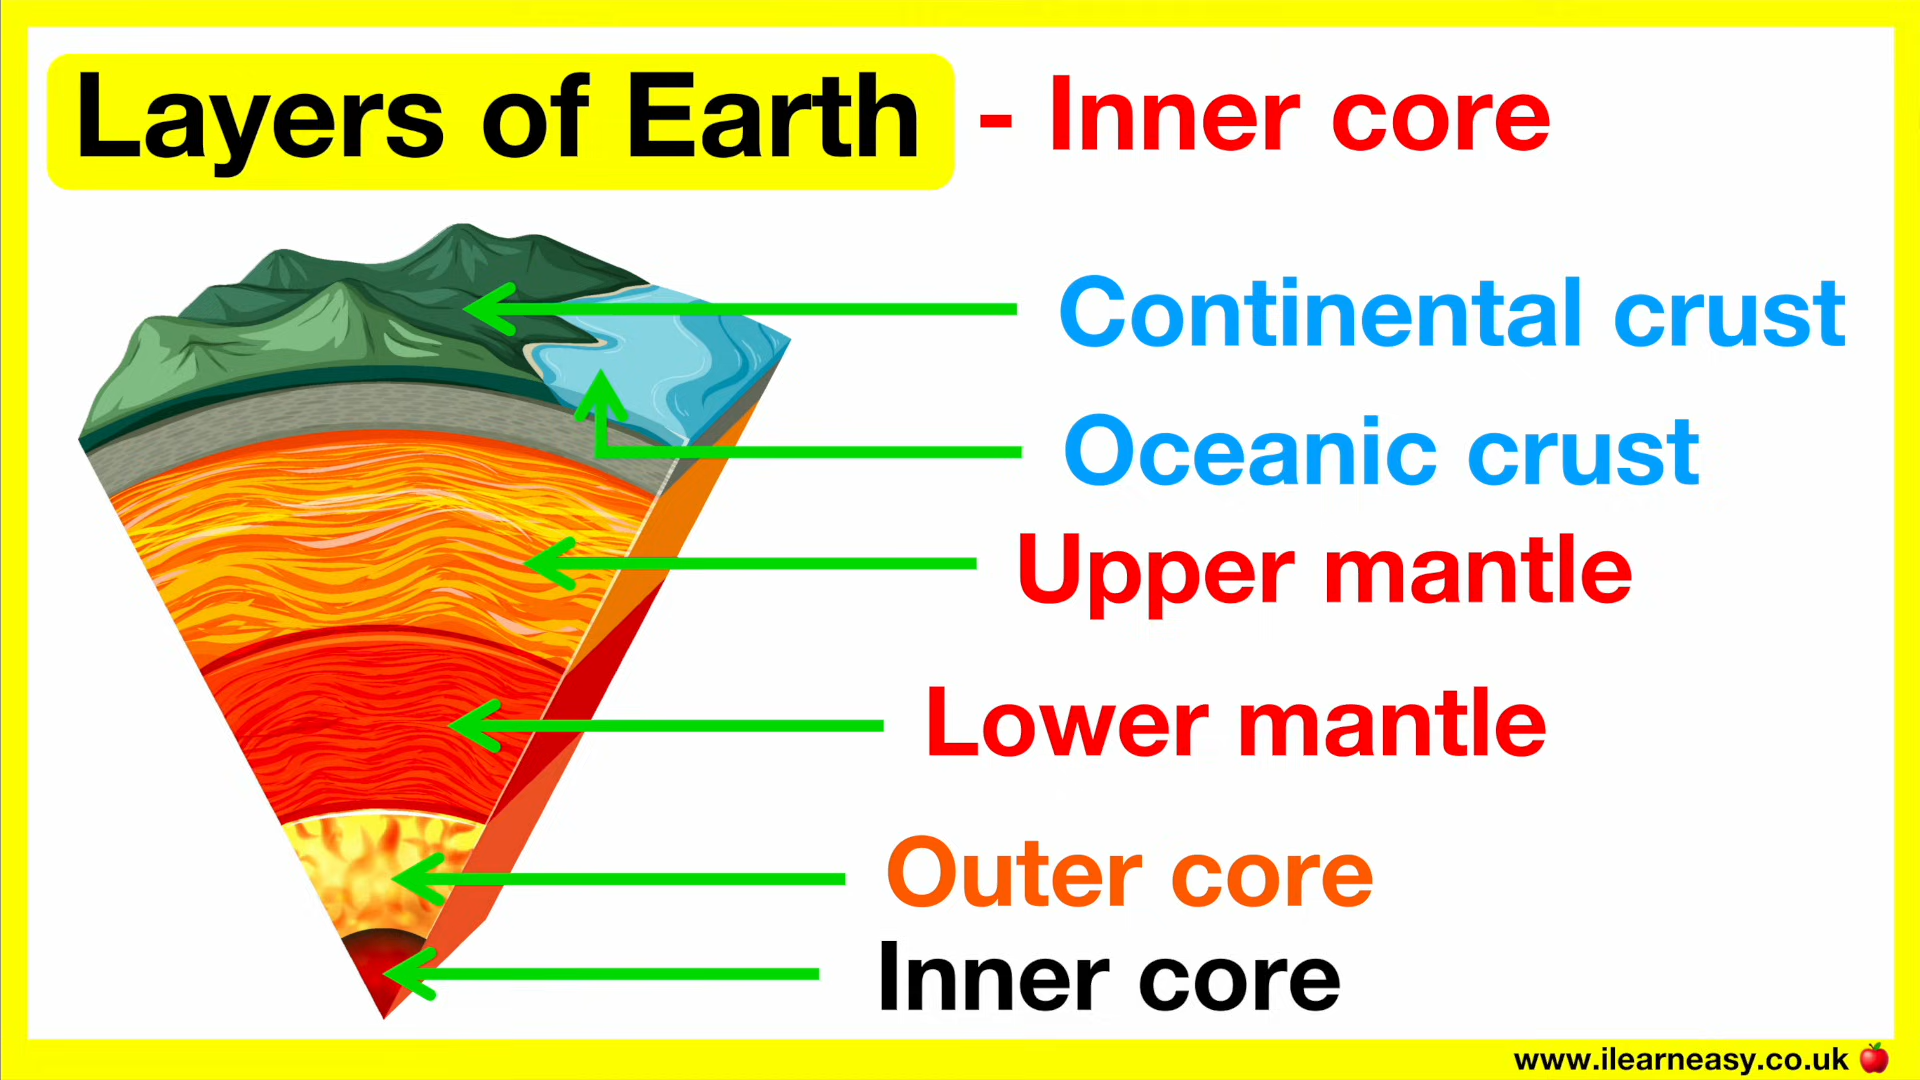 Layers of Earth - Inner core
Continental crust
Oceanic crust
Upper mantle
Lower mantle
Outer core
Inner core
www.ilearneasy.co.uk